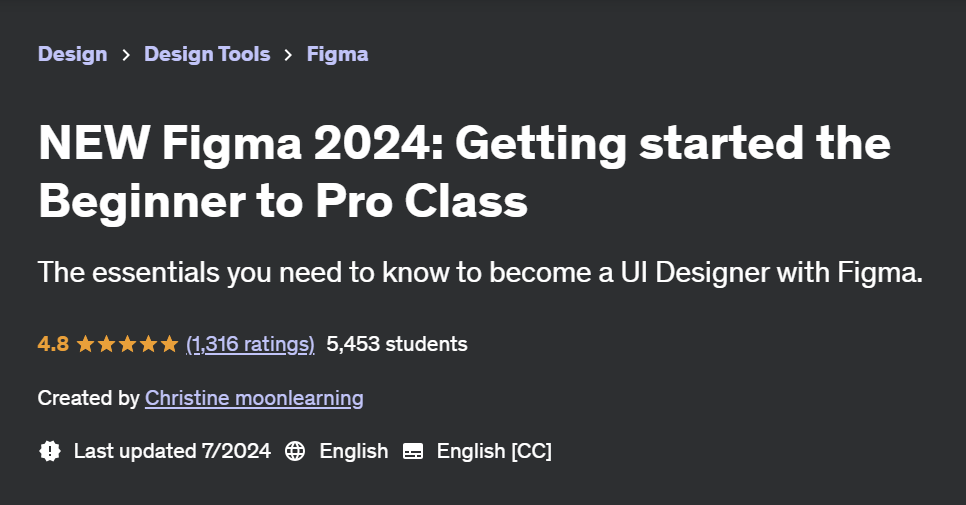 Design > Design Tools > Figma
NEW Figma 2024: Getting started the
Beginner to Pro Class
The essentials you need to know to become a UI Designer with Figma.
4.8 ★★★★★ (1,316 ratings) 5,453 students
Created by Christine moonlearning
Last updated 7/2024 English English [CC]